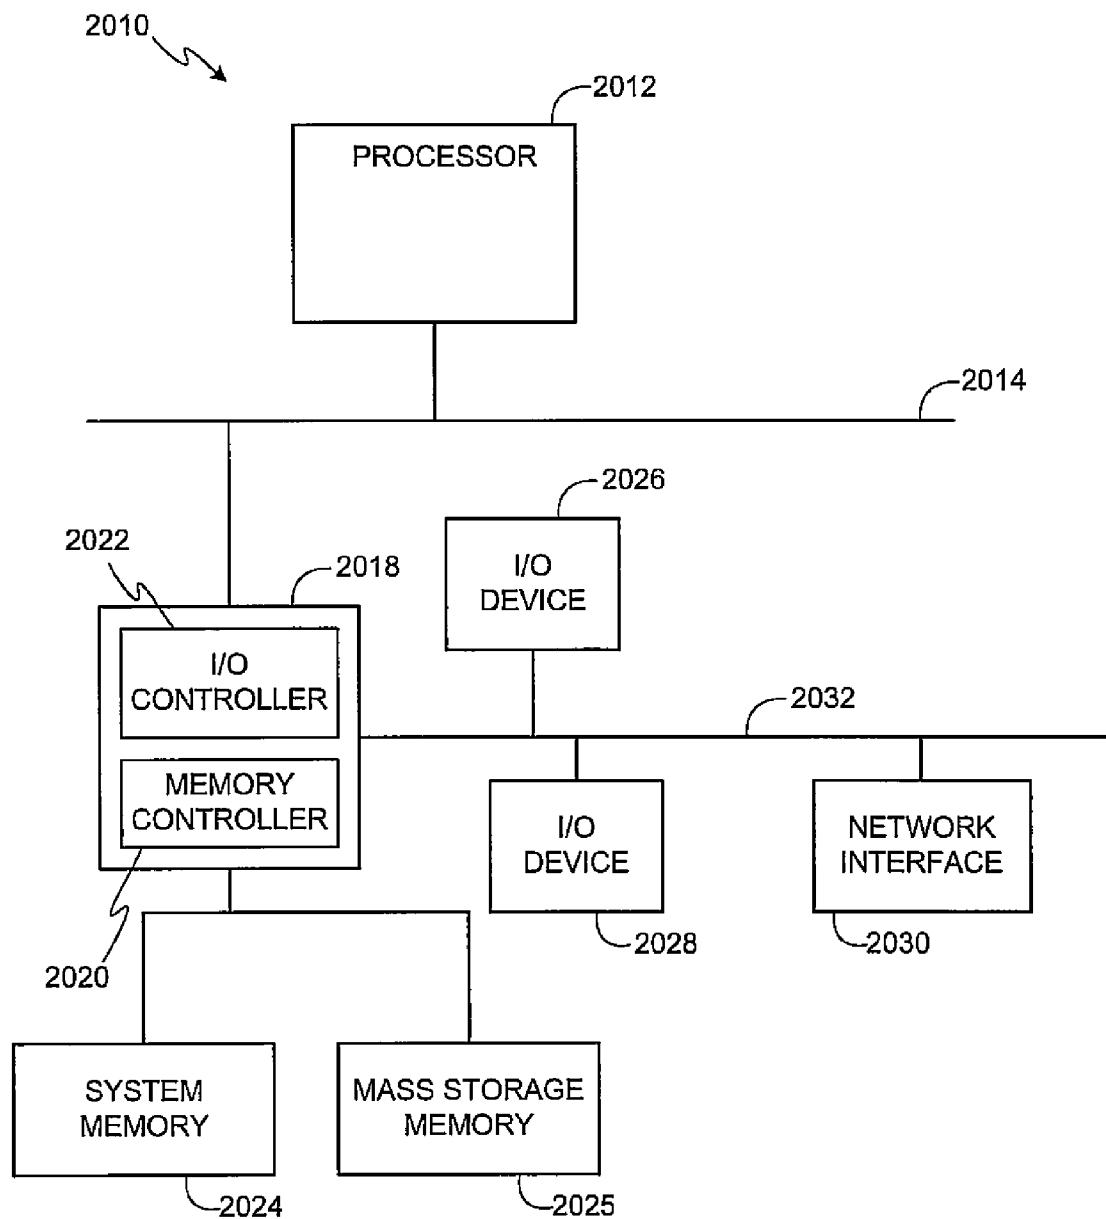 2010
2012
PROCESSOR
2014
2026
2022
2018
I/O
DEVICE
I/O
CONTROLLER
2032
MEMORY
CONTROLLER
I/O
DEVICE
NETWORK
INTERFACE
2028
2030
2020
SYSTEM
MEMORY
MASS STORAGE
MEMORY
2024
2025